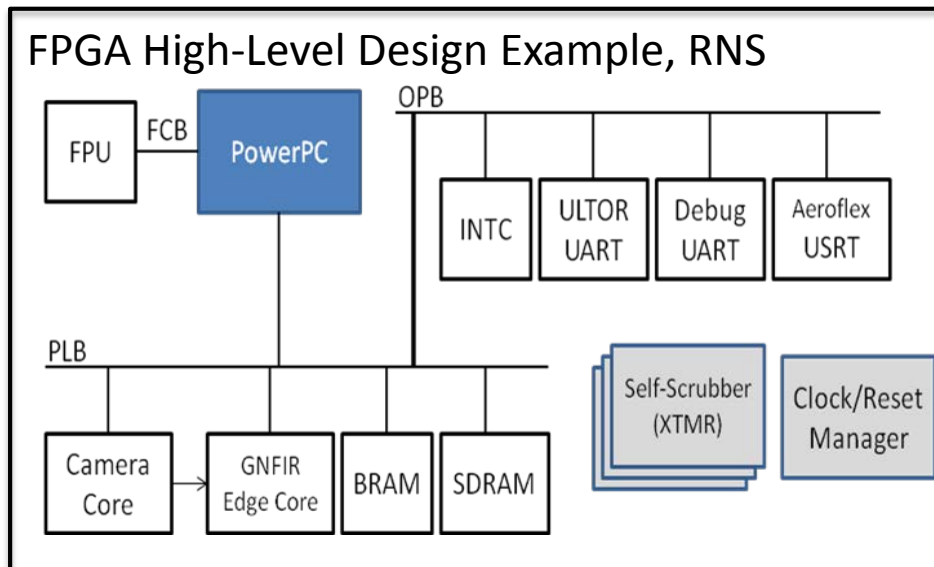 FPGA High-Level Design Example, RNS
OPB
FCB
FPU
PowerPC
INTC
ULTOR
UART
Debug
UART
Aeroflex
USRT
PLB
Self-Scrubber
(XTMR)
Clock/Reset
Manager
Camera
Core
GNFIR
Edge Core
BRAM
SDRAM